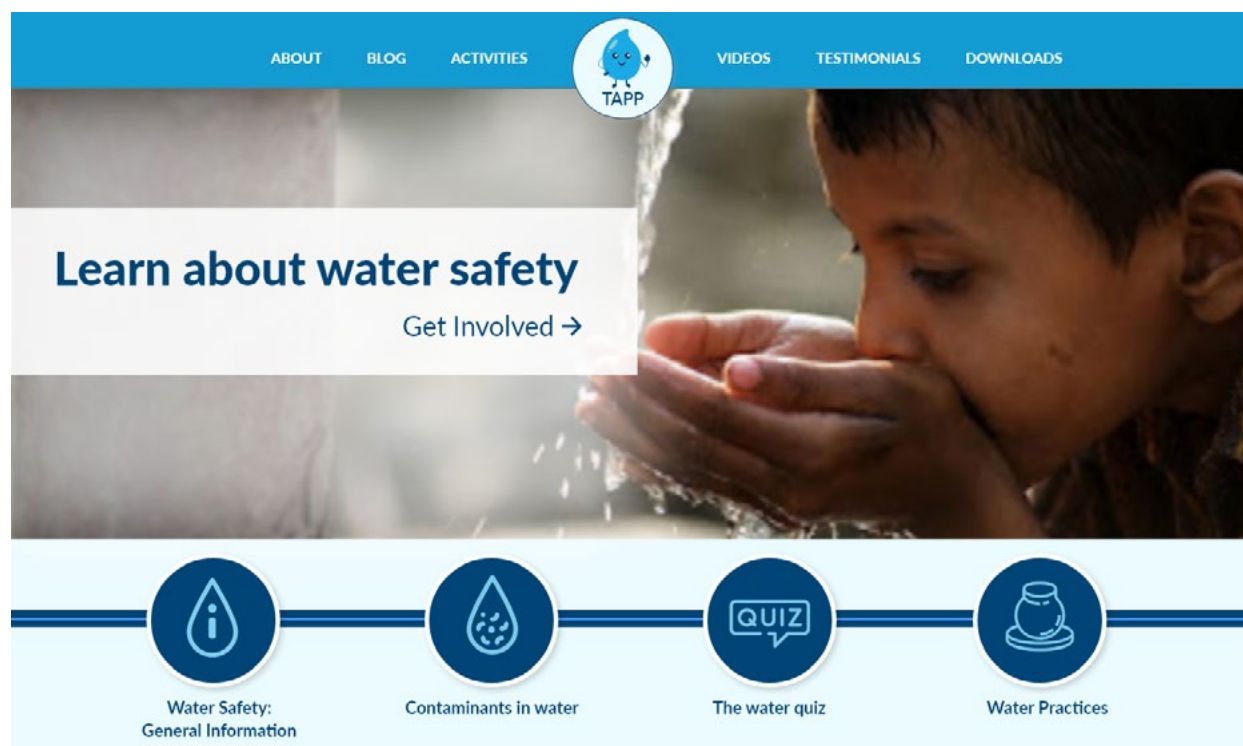 ABOUT
BLOG
ACTIVITIES
TAPP
VIDEOS
TESTIMONIALS
DOWNLOADS
Learn about water safety
Get Involved →
QUIZ
Water Safety:
General Information
Contaminants in water
The water quiz
Water Practices